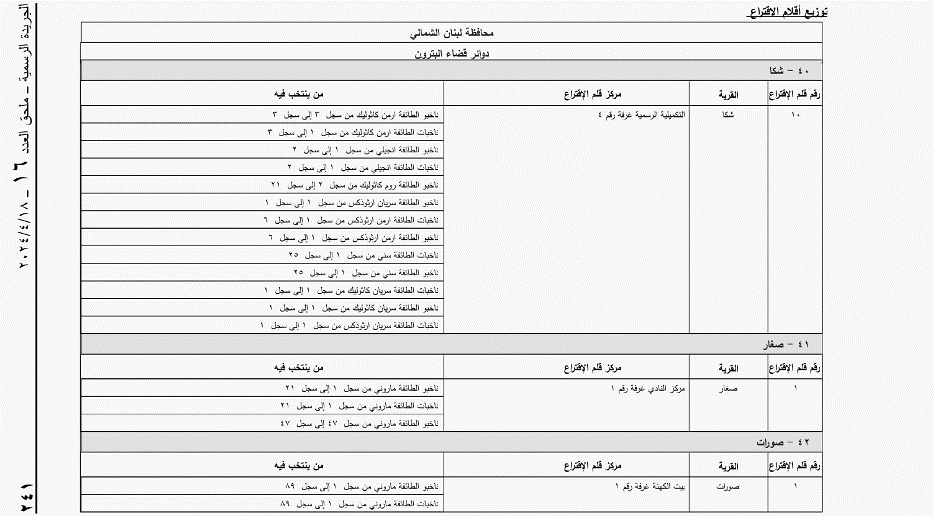 توزيع أقلام الإقتراع
محافظة لبنان الشمالي
دوائر قضاء البترون
٤٠ - شكا
رقم قلم الإقتراع القرية مركز قلم الإقتراع من ينتخب فيه
١٠ شكا التكميلية الرسمية غرفة رقم ٤ ناخبو الطائفة ارمن كاثوليك من سجل ٣ إلى سجل ٣
ناخبات الطائفة ارمن كاثوليك من سجل ١ إلى سجل ٣
ناخبو الطائفة انجيلي من سجل ١ إلى سجل ٢
ناخبات الطائفة انجيلي من سجل ١ إلى سجل ٢
ناخبو الطائفة روم كاثوليك من سجل ٢ إلى سجل ٢١
ناخبو الطائفة سريان ارثوذكس من سجل ١ إلى سجل ١
ناخبات الطائفة ارمن ارثوذكس من سجل ١ إلى سجل ٦
ناخبو الطائفة ارمن ارثوذكس من سجل ١ إلى سجل ٦
ناخبات الطائفة سني من سجل ١ إلى سجل ٢٥
ناخبو الطائفة سني من سجل ١ إلى سجل ٢٥
ناخبات الطائفة سريان كاثوليك من سجل ١ إلى سجل ١
ناخبو الطائفة سريان كاثوليك من سجل ١ إلى سجل ١
ناخبات الطائفة سريان ارثوذكس من سجل ١ إلى سجل ١
٤١ - صغار
رقم قلم الإقتراع القرية مركز قلم الإقتراع من ينتخب فيه
١ صغار مركز النادي غرفة رقم ١ ناخبو الطائفة ماروني من سجل ١ إلى سجل ٢١
ناخبات الطائفة ماروني من سجل ١ إلى سجل ٢١
ناخبو الطائفة ماروني من سجل ٤٧ إلى سجل ٤٧
٤٢ - صورات
رقم قلم الإقتراع القرية مركز قلم الإقتراع من ينتخب فيه
١ صورات بيت الكهنة غرفة رقم ١ ناخبو الطائفة ماروني من سجل ١ إلى سجل ٨٩
ناخبات الطائفة ماروني من سجل ١ إلى سجل ٨٩
الجريدة الرسمية – ملحق العدد ١٦ – ٢٠٢٤/٤/١٨
٢٤١